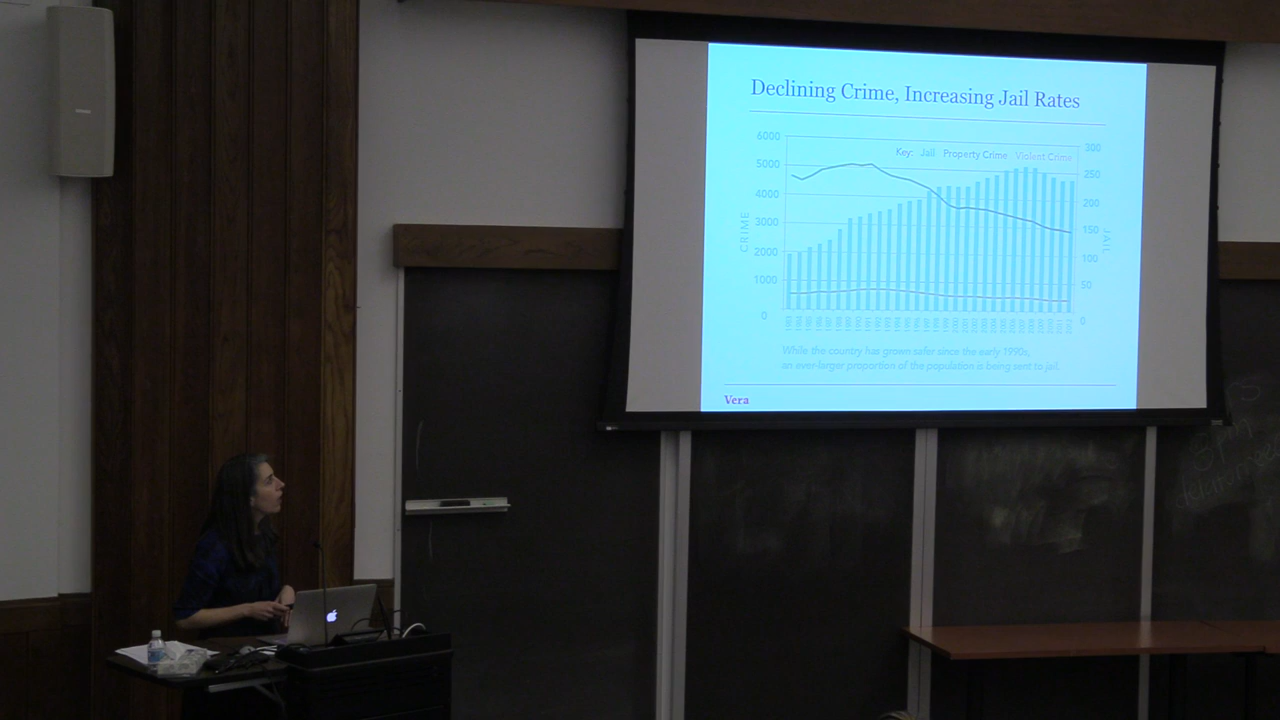 Declining Crime, Increasing Jail Rates
6000
5000
4000
3000
2000
1000
0
CRIME
Key: Jail Property Crime Violent Crime
300
250
200
150
100
50
0
JAIL
While the country has grown safer since the early 1990s,
an ever-larger proportion of the population is being sent to jail.
Vera